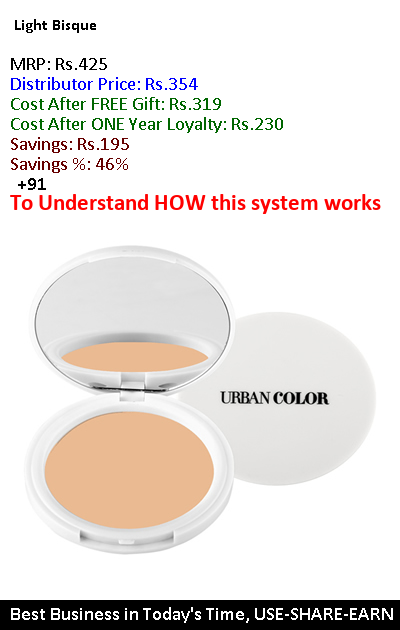 Light Bisque
MRP: Rs.425
Distributor Price: Rs.354
Cost After FREE Gift: Rs.319
Cost After ONE Year Loyalty: Rs.230
Savings: Rs.195
Savings %: 46%
+91
To Understand HOW this system works
URBAN COLOR
Best Business in Today's Time, USE-SHARE-EARN